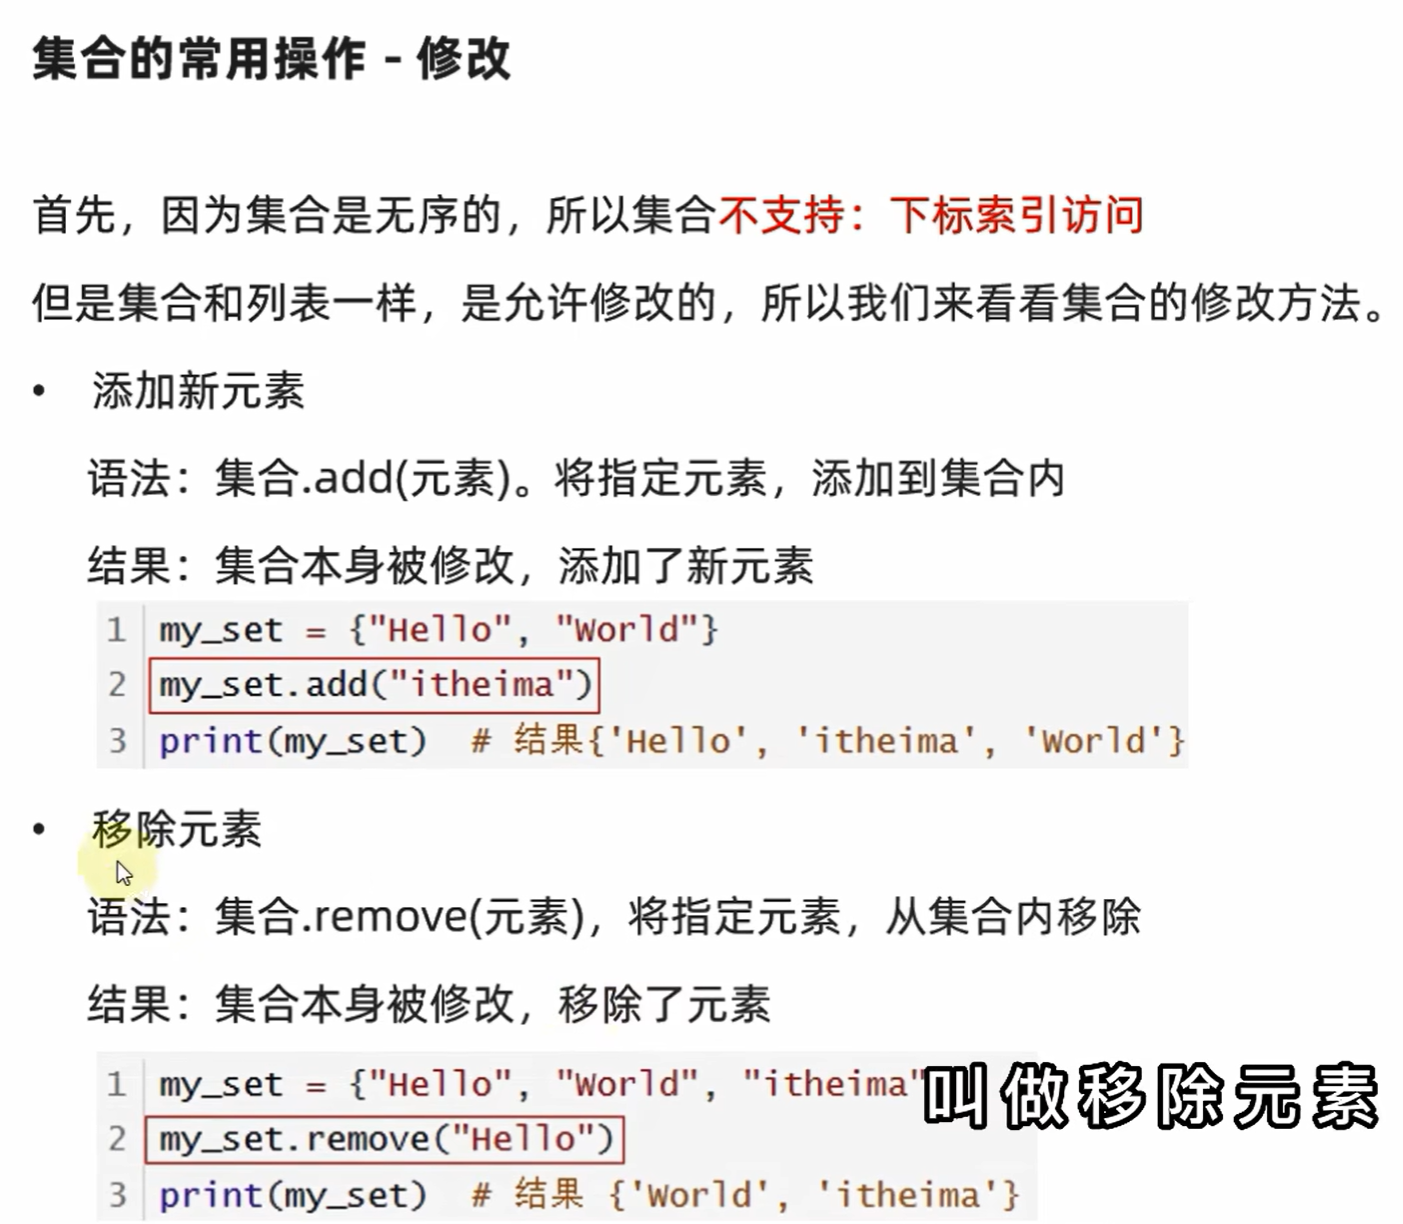 集合的常用操作 - 修改
首先，因为集合是无序的，所以集合不支持：下标索引访问
但是集合和列表一样，是允许修改的，所以我们来看看集合的修改方法。
• 添加新元素
语法：集合.add(元素)。将指定元素，添加到集合内
结果：集合本身被修改，添加了新元素
1 my_set = {"Hello", "World"}
2 my_set.add("itheima")
3 print(my_set)  # 结果{'Hello', 'itheima', 'World'}
• 移除元素
语法：集合.remove(元素)，将指定元素，从集合内移除
结果：集合本身被修改，移除了元素
1 my_set = {"Hello", "World", "itheima"
叫做移除元素
2 my_set.remove("Hello")
3 print(my_set)  # 结果 {'World', 'itheima'}